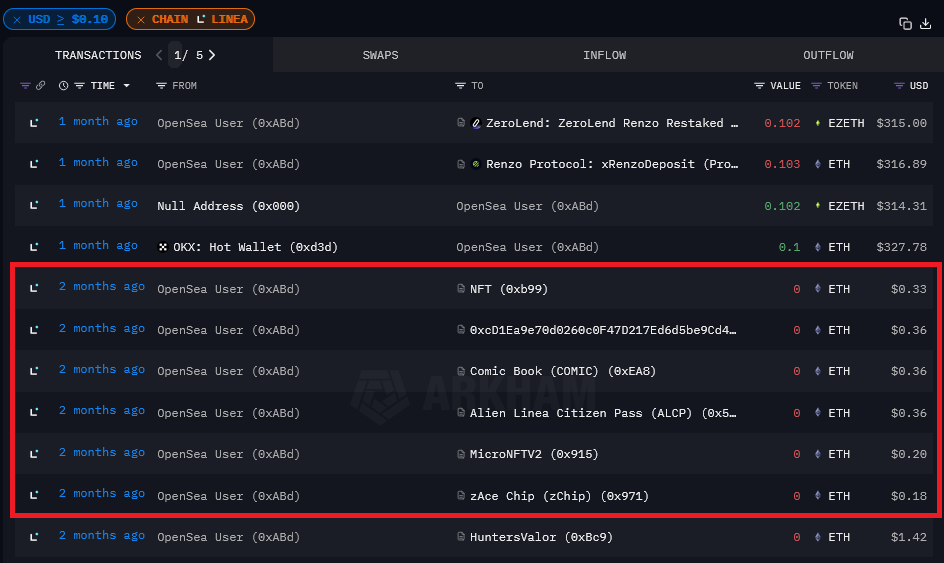 USD ≥ $0.10 CHAIN LINEA
TRANSACTIONS 1/ 5 SWAPS INFLOW OUTFLOW
TIME FROM TO VALUE TOKEN USD
1 month ago OpenSea User (0xABd) ZeroLend: ZeroLend Renzo Restaked … 0.102 EZETH $315.00
1 month ago OpenSea User (0xABd) Renzo Protocol: xRenzoDeposit (Pro… 0.103 ETH $316.89
1 month ago Null Address (0x000) OpenSea User (0xABd) 0.102 EZETH $314.31
1 month ago OKX: Hot Wallet (0xd3d) OpenSea User (0xABd) 0.1 ETH $327.78
2 months ago OpenSea User (0xABd) NFT (0xb99) 0 ETH $0.33
2 months ago OpenSea User (0xABd) 0xcD1Ea9e70d0260c0F47D217Ed6d5be9Cd4… 0 ETH $0.36
2 months ago OpenSea User (0xABd) Comic Book (COMIC) (0xEA8) 0 ETH $0.36
ARKHAM
2 months ago OpenSea User (0xABd) Alien Linea Citizen Pass (ALCP) (0x5… 0 ETH $0.36
2 months ago OpenSea User (0xABd) MicroNFTV2 (0x915) 0 ETH $0.20
2 months ago OpenSea User (0xABd) zAce Chip (zChip) (0x971) 0 ETH $0.18
2 months ago OpenSea User (0xABd) HuntersValor (0xBc9) 0 ETH $1.42